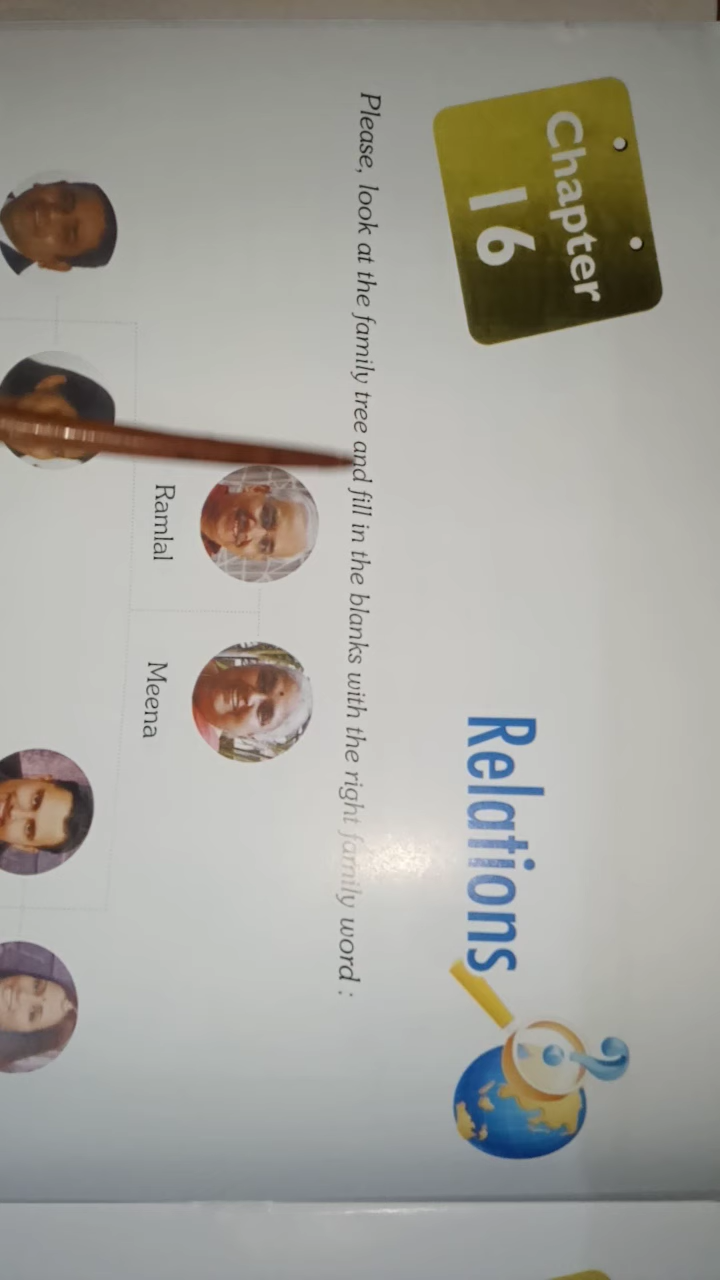 Chapter
16
Relations
Please, look at the family tree and fill in the blanks with the right family word :
Ramlal
Meena